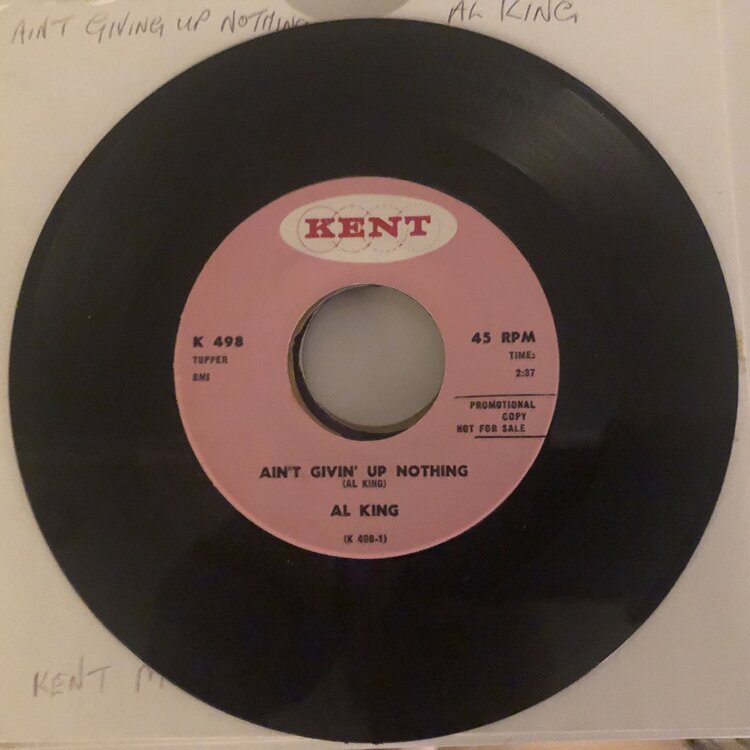 AIN'T GIVING UP NOTHING
AL KING
KENT
K 498
TUPPER
BMI
45 RPM
TIME:
2:37
PROMOTIONAL
COPY
NOT FOR SALE
AIN'T GIVIN' UP NOTHING
(AL KING)
AL KING
(K 498-1)
KENT